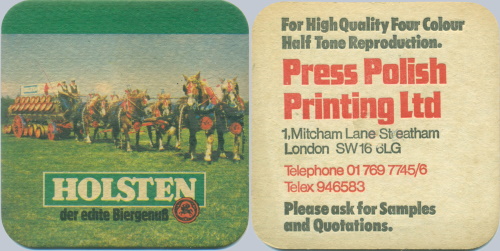 HOLSTEN
der echte Biergenuß
For High Quality Four Colour
Half Tone Reproduction.
Press Polish
Printing Ltd
1, Mitcham Lane Streatham
London SW16 6LG
Telephone 01 769 7745/6
Telex 946583
Please ask for Samples
and Quotations.